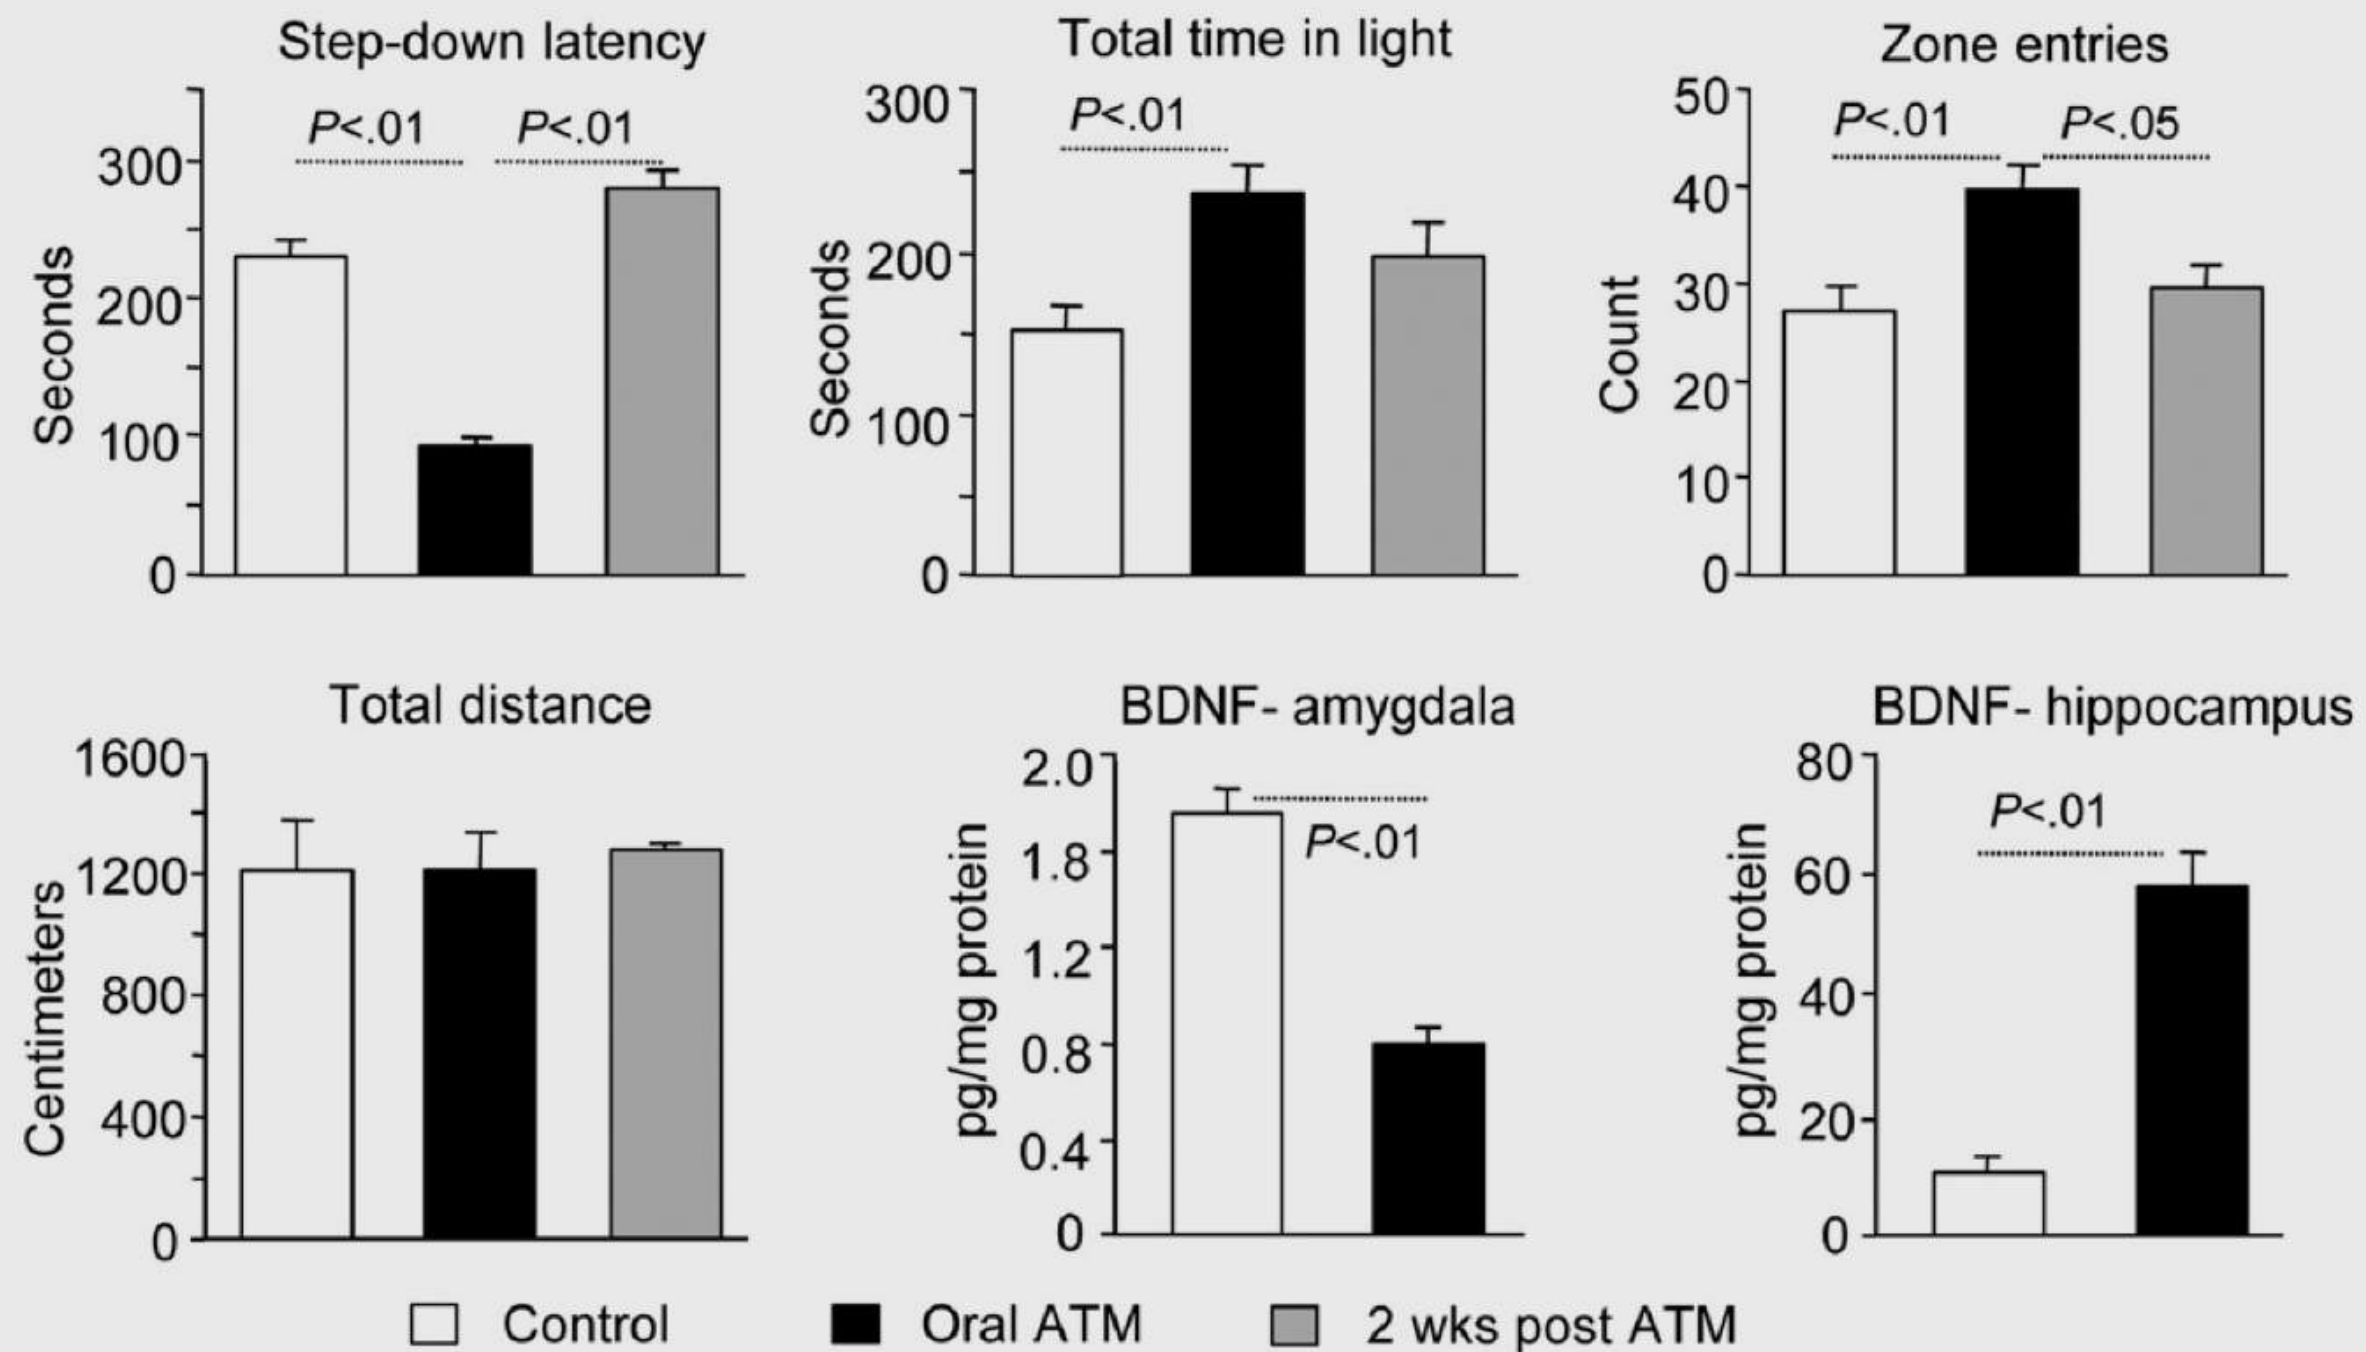 Step-down latency
P<.01
P<.01
300
200
100
0
Seconds
Total time in light
P<.01
300
200
100
0
Seconds
Zone entries
P<.01
P<.05
50
40
30
20
10
0
Count
Total distance
1600
1200
800
400
0
Centimeters
BDNF- amygdala
2.0
1.8
1.2
0.8
0.4
0
P<.01
pg/mg protein
BDNF- hippocampus
80
60
40
20
0
P<.01
pg/mg protein
Control
Oral ATM
2 wks post ATM